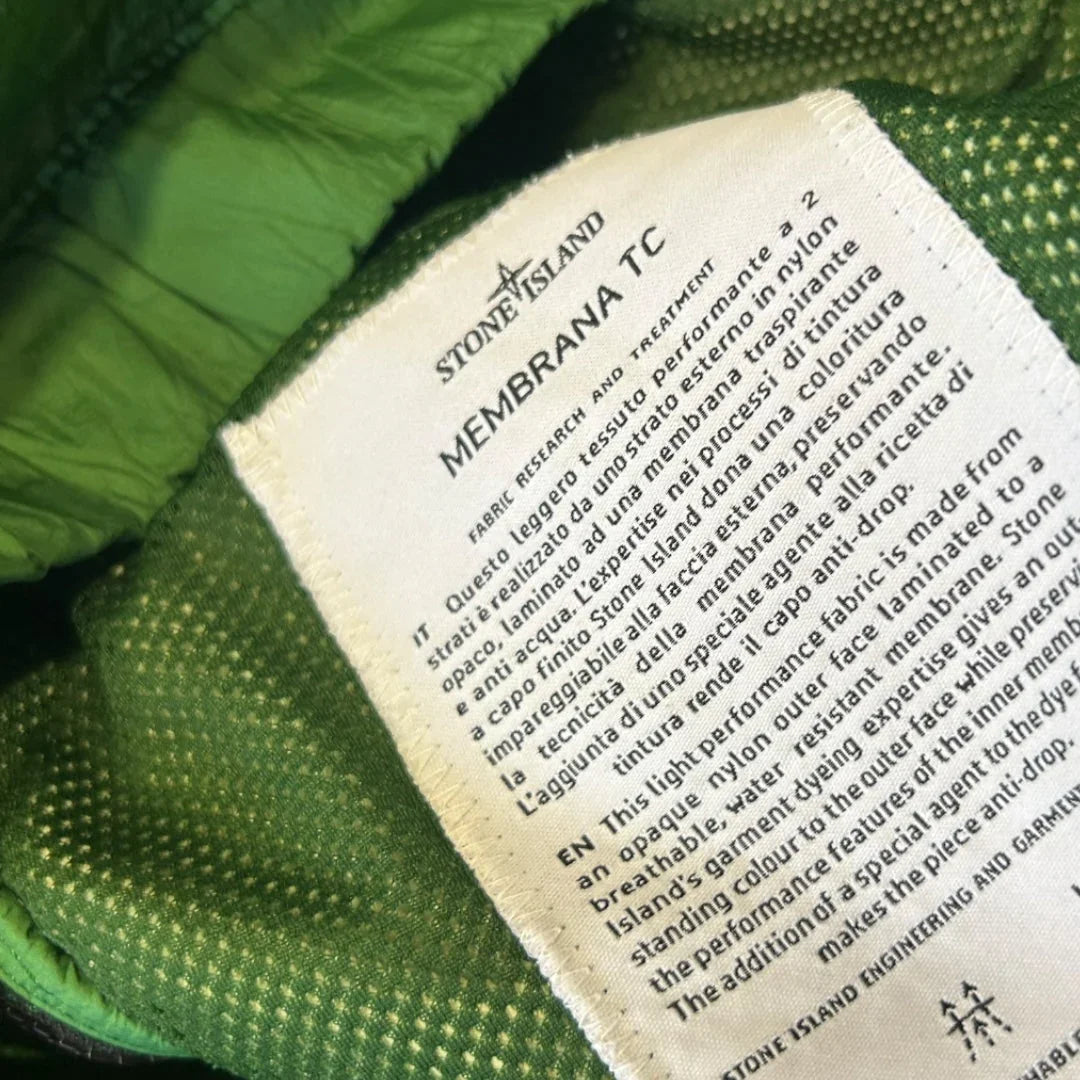 STONE ISLAND
MEMBRANA TC
FABRIC RESEARCH AND TREATMENT
IT Questo leggero tessuto performante a 2
strati è realizzato da uno strato esterno in nylon
opaco, laminato ad una membrana traspirante
e anti acqua. L'expertise nei processi di tintura
a capo finito Stone Island dona una coloritura
impareggiabile alla faccia esterna, preservando
la tecnicità della membrana performante.
L'aggiunta di uno speciale agente alla ricetta di
tintura rende il capo anti-drop.
EN This light performance fabric is made from
an opaque nylon outer face laminated to a
breathable, water resistant membrane. Stone
Island's garment dyeing expertise gives an out
standing colour to the outer face while preservi
the performance features of the inner memb
The addition of a special agent to the dye
makes the piece anti-drop.
STONE ISLAND ENGINEERING AND GARMENT